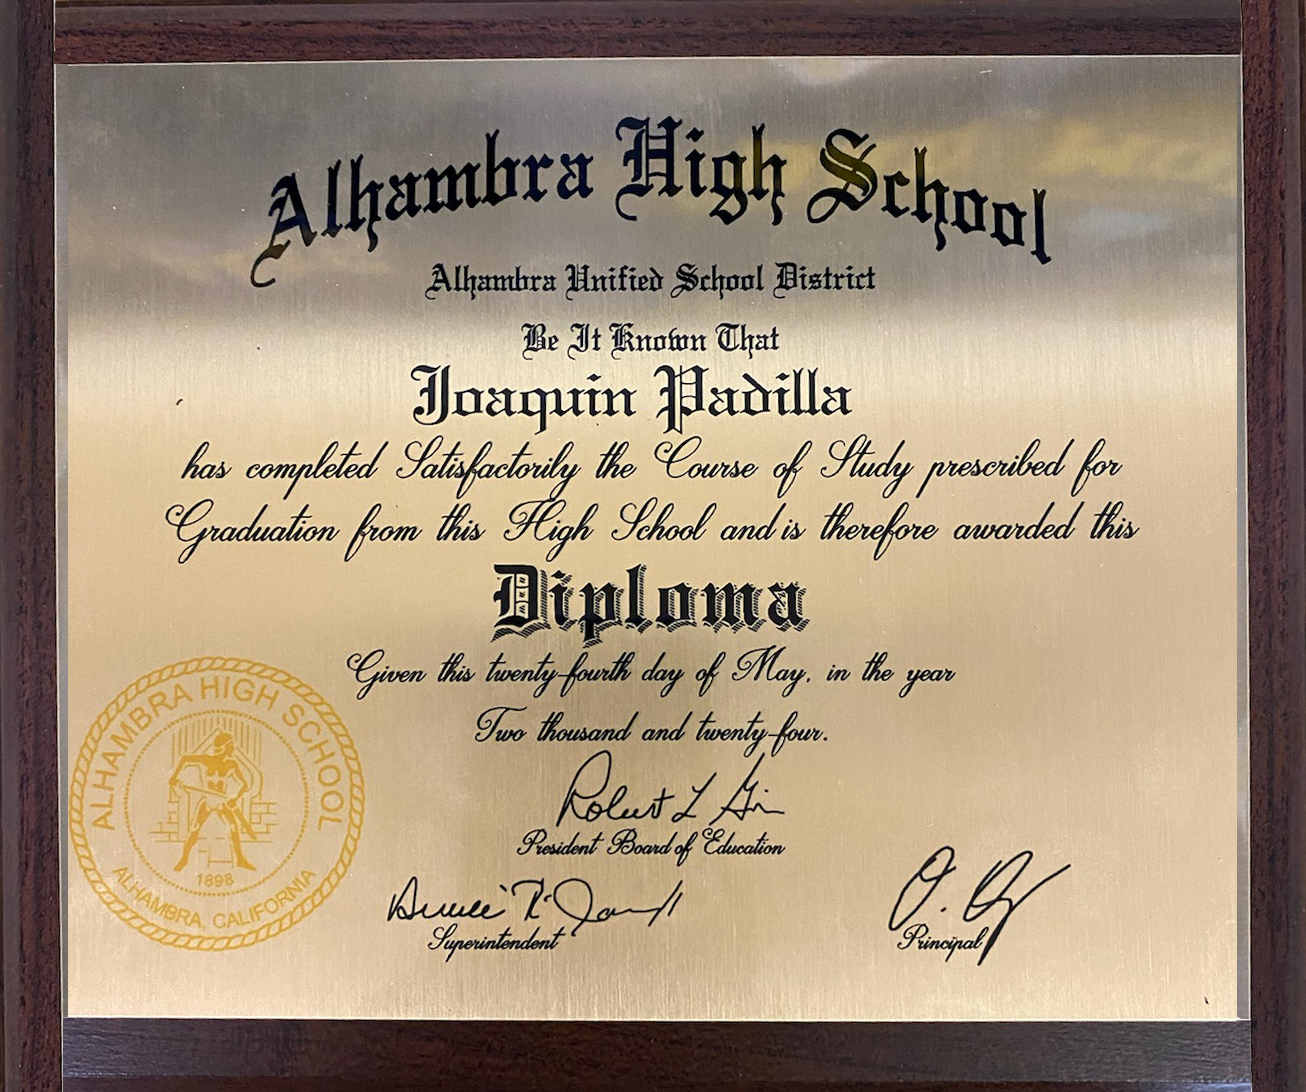 Alhambra High School
Alhambra Unified School District
Be It Known That
Joaquin Padilla
has completed Satisfactorily the Course of Study prescribed for
Graduation from this High School and is therefore awarded this
Diploma
Given this twenty-fourth day of May, in the year
Two thousand and twenty-four.
Robert L
President Board of Education
Superintendent
Principal
ALHAMBRA HIGH SCHOOL
1898
ALHAMBRA, CALIFORNIA